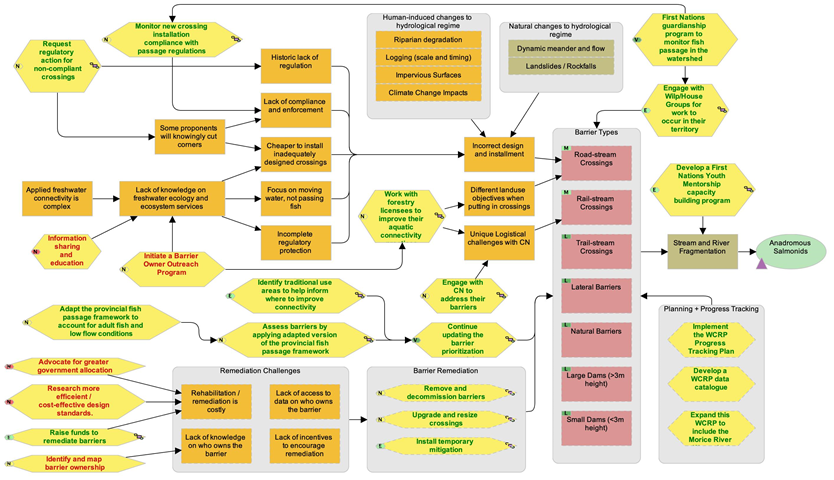 Human-induced changes to
hydrological regime
Riparian degradation
Logging (scale and timing)
Impervious Surfaces
Climate Change Impacts
Natural changes to hydrological
regime
Dynamic meander and flow
Landslides / Rockfalls
N
Monitor new crossing
installation
compliance with
passage regulations
N
Request
regulatory
action for
non-compliant
crossings
V
First Nations
guardianship
program to
monitor fish
passage in the
watershed
E
Engage with
Wilp/House
Groups for
work to
occur in their
territory
Historic lack of
regulation
Lack of compliance
and enforcement
Some proponents
will knowingly cut
corners
Cheaper to install
inadequately
designed crossings
Applied freshwater
connectivity is
complex
Lack of knowledge on
freshwater ecology and
ecosystem services
Focus on moving
water, not passing
fish
Incomplete
regulatory
protection
N
Information
sharing and
education
N
Initiate a Barrier
Owner Outreach
Program
N
Work with
forestry
licensees to
improve their
aquatic
connectivity
Incorrect design
and installment
Different landuse
objectives when
putting in crossings
Unique Logistical
challenges with CN
N
Engage with
CN to
address their
barriers
Barrier Types
M
Road-stream
Crossings
M
Rail-stream
Crossings
L
Trail-stream
Crossings
L
Lateral Barriers
L
Natural Barriers
L
Large Dams (>3m
height)
L
Small Dams (<3m
height)
E
Develop a First
Nations Youth
Mentorship
capacity
building program
Stream and River
Fragmentation
Anadromous
Salmonids
E
Identify traditional use
areas to help inform
where to improve
connectivity
N
Adapt the provincial fish
passage framework to
account for adult fish and
low flow conditions
N
Assess barriers by
applying adapted version
of the provincial fish
passage framework
V
Continue
updating the
barrier
prioritization
Planning + Progress Tracking
Implement
the WCRP
Progress
Tracking Plan
Develop a
WCRP data
catalogue
Expand this
WCRP to
include the
Morice River
Advocate for greater
government allocation
N
Research more
effiecient /
cost-effective design
standards.
E
Raise funds to
remediate barriers
N
Identify and map
barrier ownership
Remediation Challenges
Rehabilitation /
remediation is
costly
Lack of access to
data on who owns the
barrier
Lack of knowledge
on who owns the
barrier
Lack of incentives to
encourage
remediation
Barrier Remediation
N
Remove and
decommission barriers
N
Upgrade and resize
crossings
E
Install temporary
mitigation